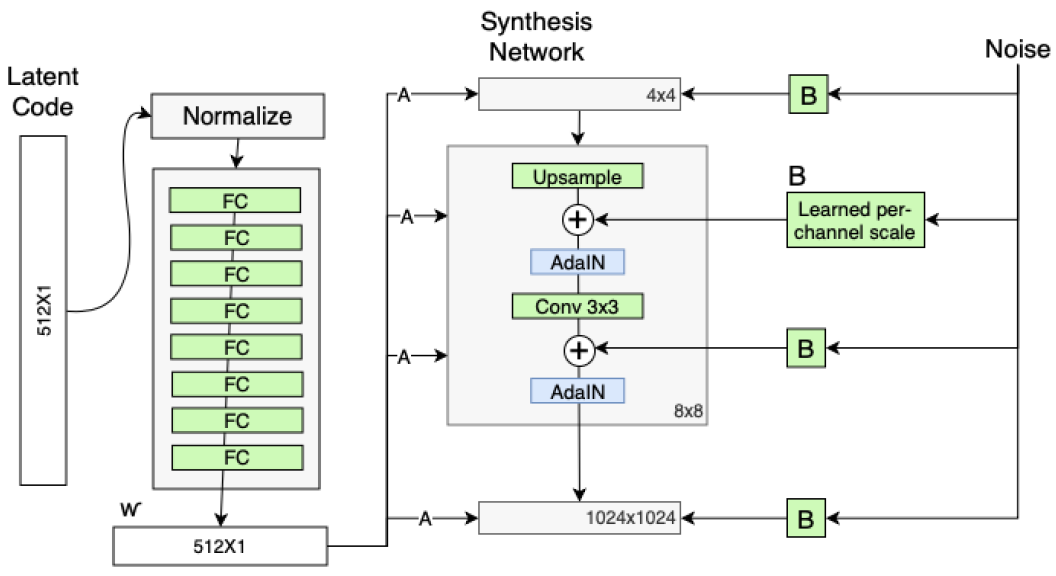 Synthesis
Network
Noise
Latent
Code
Normalize
A
4x4
B
FC
FC
FC
FC
FC
FC
FC
FC
512X1
Upsample
A
+
B
Learned per-
channel scale
AdaIN
Conv 3x3
A
+
B
AdaIN
8x8
w
512X1
A
1024x1024
B